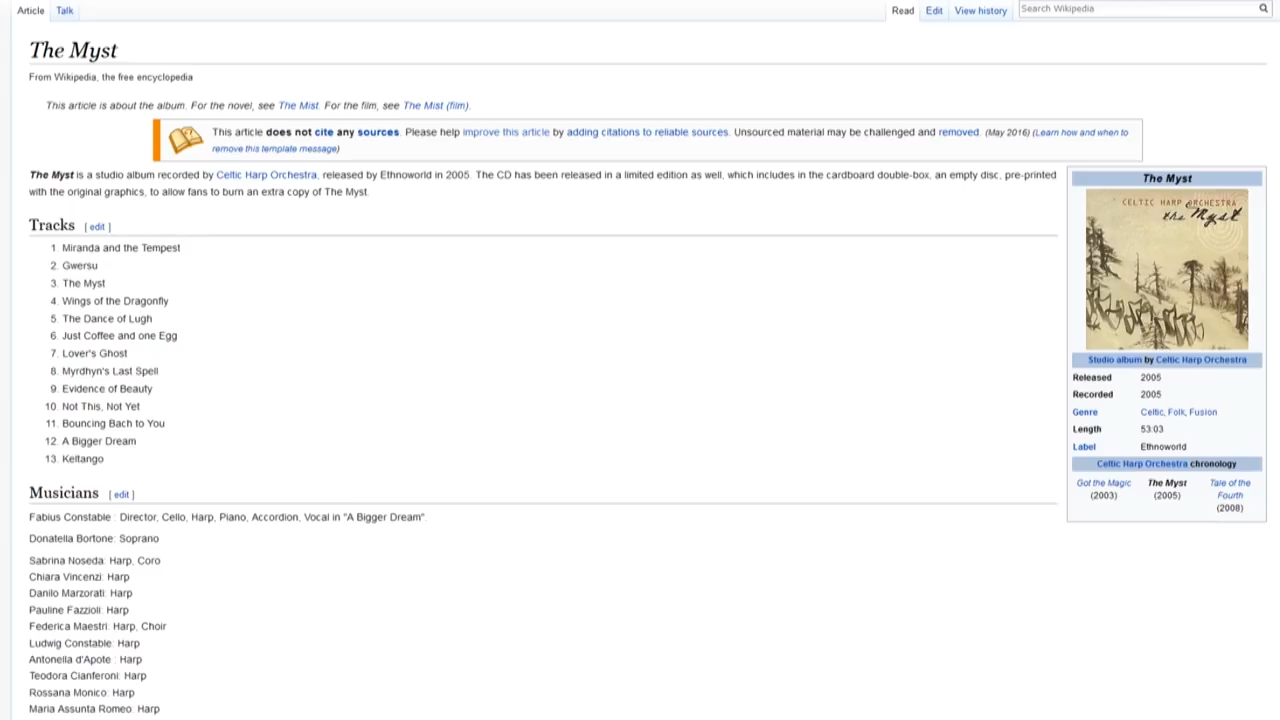 Article Talk Read Edit View history Search Wikipedia
The Myst
From Wikipedia, the free encyclopedia
This article is about the album. For the novel, see The Mist. For the film, see The Mist (film).
This article does not cite any sources. Please help improve this article by adding citations to reliable sources. Unsourced material may be challenged and removed. (May 2016) (Learn how and when to
remove this template message)
The Myst is a studio album recorded by Celtic Harp Orchestra, released by Ethnoworld in 2005. The CD has been released in a limited edition as well, which includes in the cardboard double-box, an empty disc, pre-printed
with the original graphics, to allow fans to burn an extra copy of The Myst.
Tracks [ edit ]
1. Miranda and the Tempest
2. Gwersu
3. The Myst
4. Wings of the Dragonfly
5. The Dance of Lugh
6. Just Coffee and one Egg
7. Lover's Ghost
8. Myrdhyn's Last Spell
9. Evidence of Beauty
10. Not This, Not Yet
11. Bouncing Bach to You
12. A Bigger Dream
13. Keltango
Musicians [ edit ]
Fabius Constable : Director, Cello, Harp, Piano, Accordion, Vocal in "A Bigger Dream".
Donatella Bortone: Soprano
Sabrina Noseda: Harp, Coro
Chiara Vincenzi: Harp
Danilo Marzorati: Harp
Pauline Fazzioli: Harp
Federica Maestri: Harp, Choir
Ludwig Constable: Harp
Antonella d'Apote : Harp
Teodora Cianferoni: Harp
Rossana Monico: Harp
Maria Assunta Romeo: Harp
The Myst
CELTIC HARP ORCHESTRA
the Myst
Studio album by Celtic Harp Orchestra
Released 2005
Recorded 2005
Genre Celtic, Folk, Fusion
Length 53:03
Label Ethnoworld
Celtic Harp Orchestra chronology
Got the Magic The Myst Tale of the
(2003) (2005) Fourth
(2008)